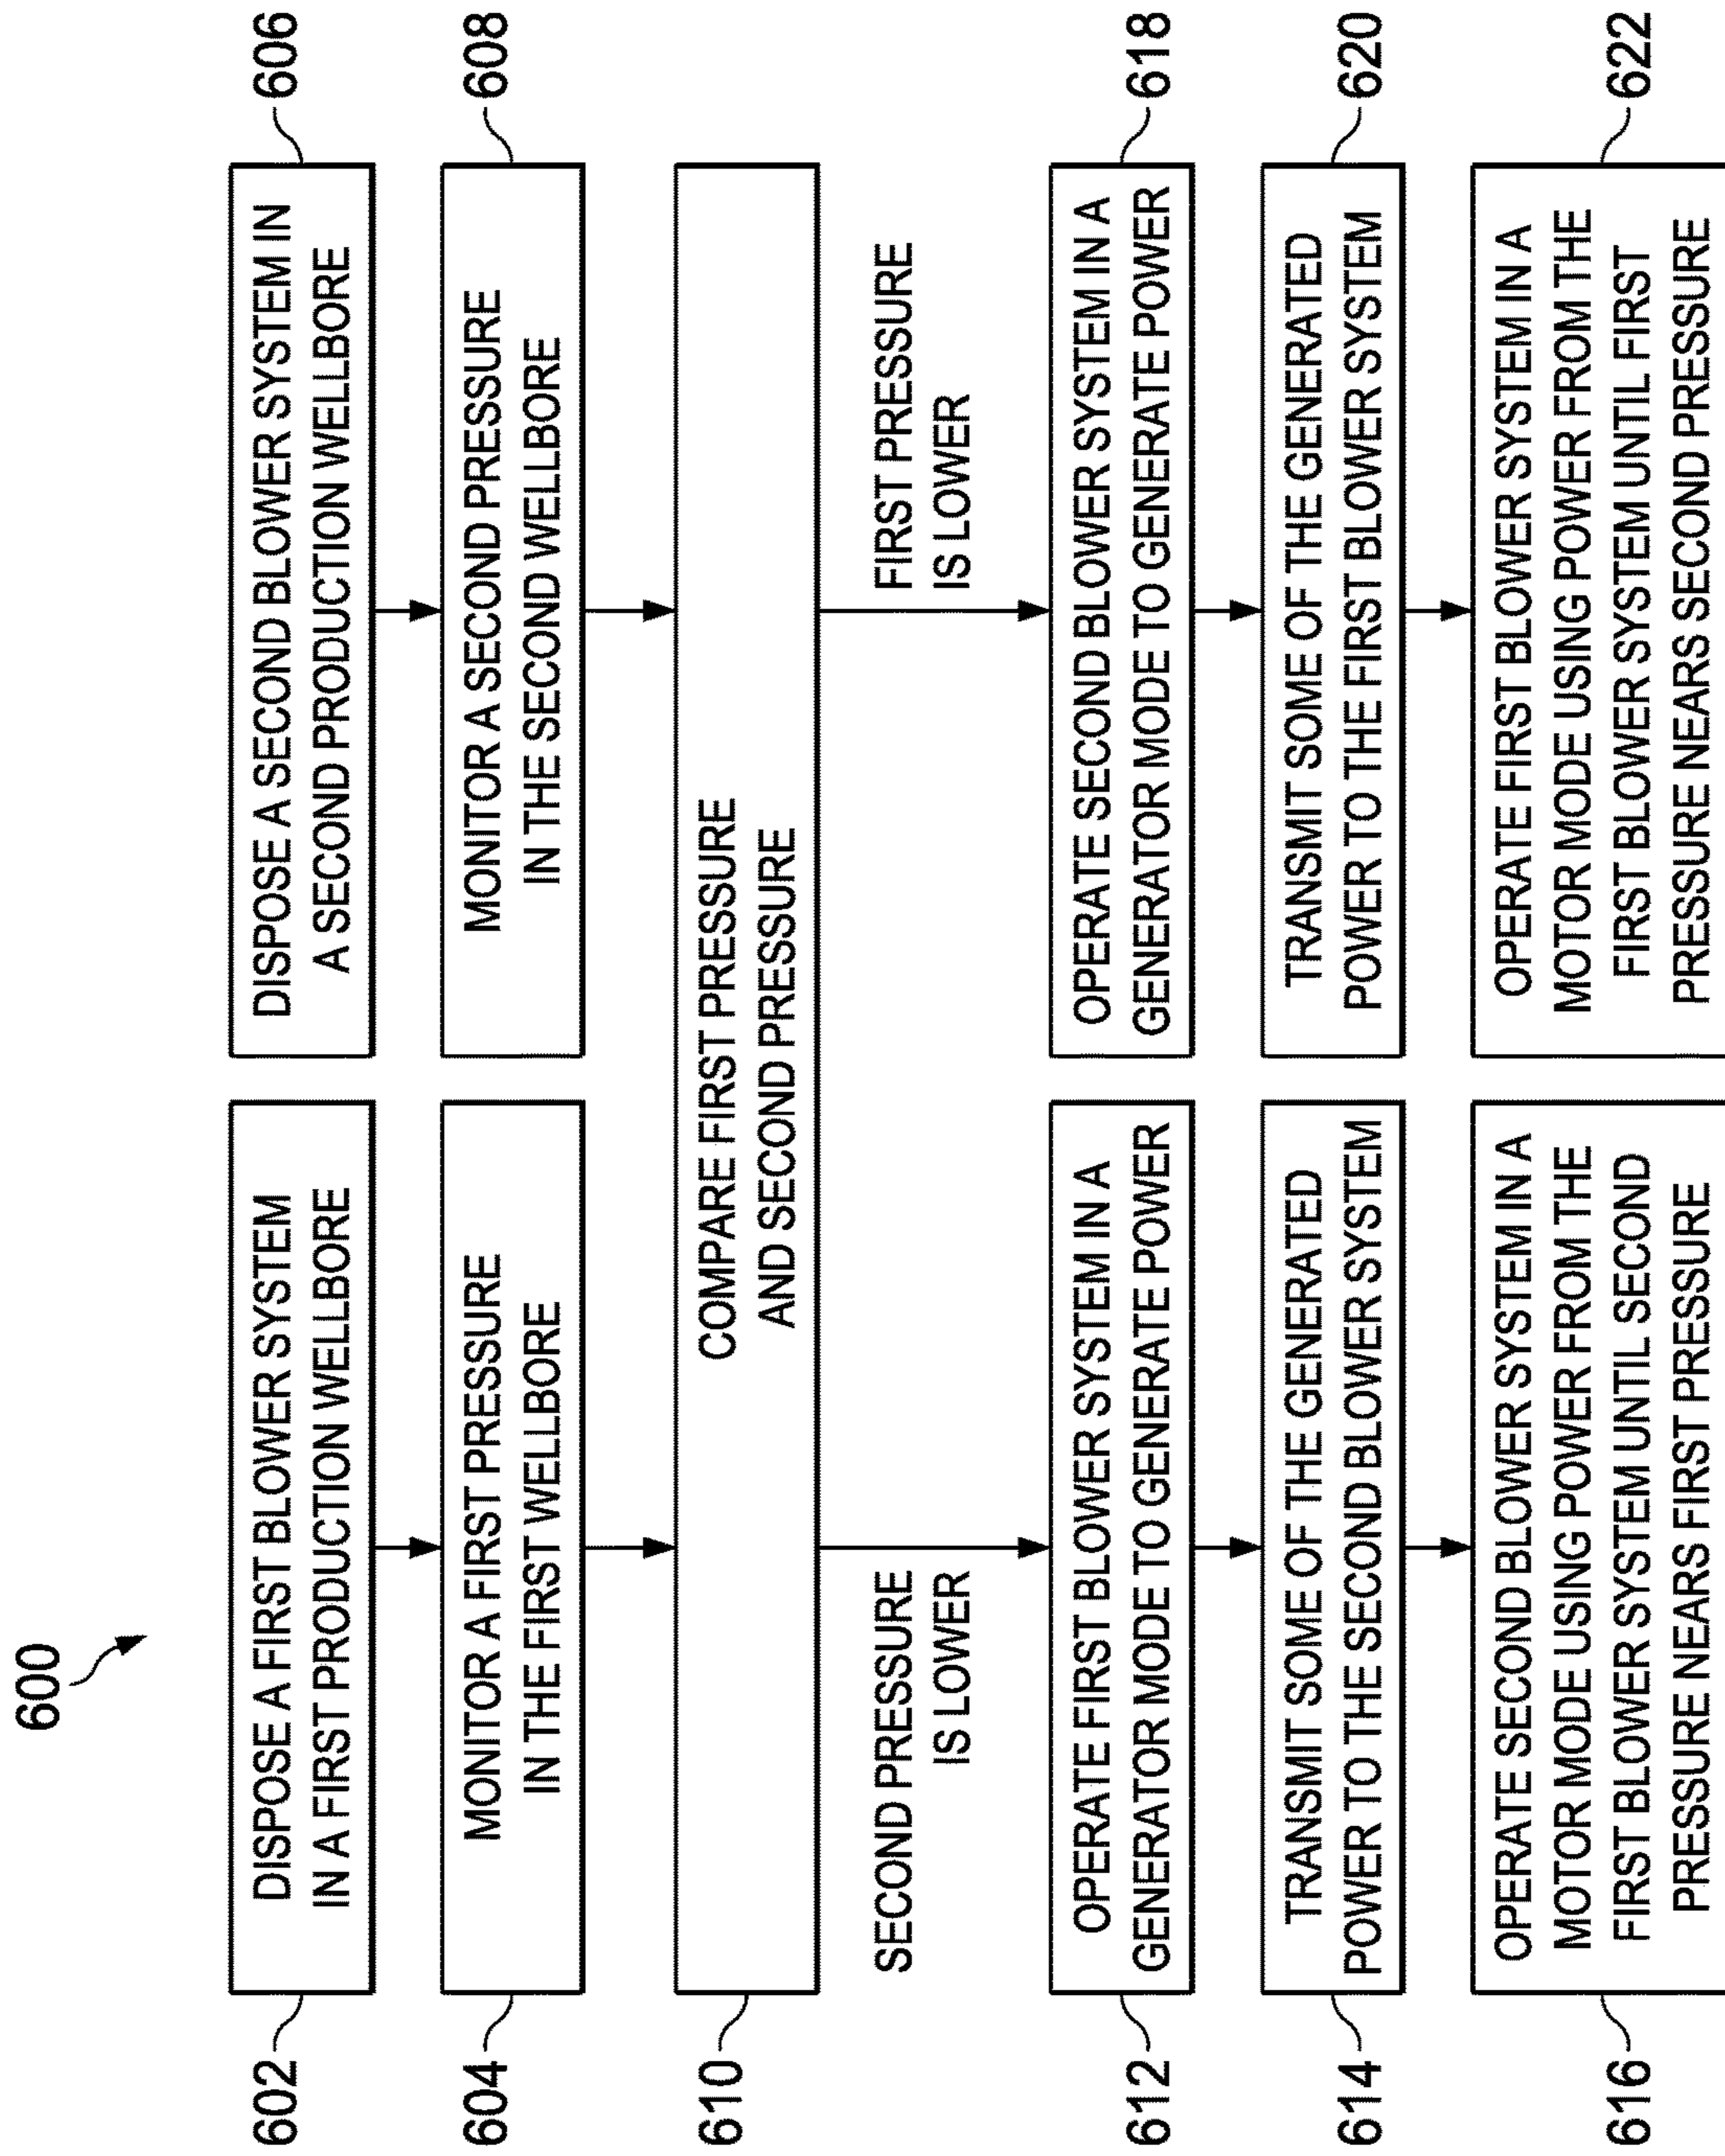 600
602
DISPOSE A FIRST BLOWER SYSTEM
IN A FIRST PRODUCTION WELLBORE
DISPOSE A SECOND BLOWER SYSTEM IN
A SECOND PRODUCTION WELLBORE
606
604
MONITOR A FIRST PRESSURE
IN THE FIRST WELLBORE
MONITOR A SECOND PRESSURE
IN THE SECOND WELLBORE
608
610
COMPARE FIRST PRESSURE
AND SECOND PRESSURE
SECOND PRESSURE
IS LOWER
FIRST PRESSURE
IS LOWER
612
OPERATE FIRST BLOWER SYSTEM IN A
GENERATOR MODE TO GENERATE POWER
OPERATE SECOND BLOWER SYSTEM IN A
GENERATOR MODE TO GENERATE POWER
618
614
TRANSMIT SOME OF THE GENERATED
POWER TO THE SECOND BLOWER SYSTEM
TRANSMIT SOME OF THE GENERATED
POWER TO THE FIRST BLOWER SYSTEM
620
616
OPERATE SECOND BLOWER SYSTEM IN A
MOTOR MODE USING POWER FROM THE
FIRST BLOWER SYSTEM UNTIL SECOND
PRESSURE NEARS FIRST PRESSURE
OPERATE FIRST BLOWER SYSTEM IN A
MOTOR MODE USING POWER FROM THE
FIRST BLOWER SYSTEM UNTIL FIRST
PRESSURE NEARS SECOND PRESSURE
622